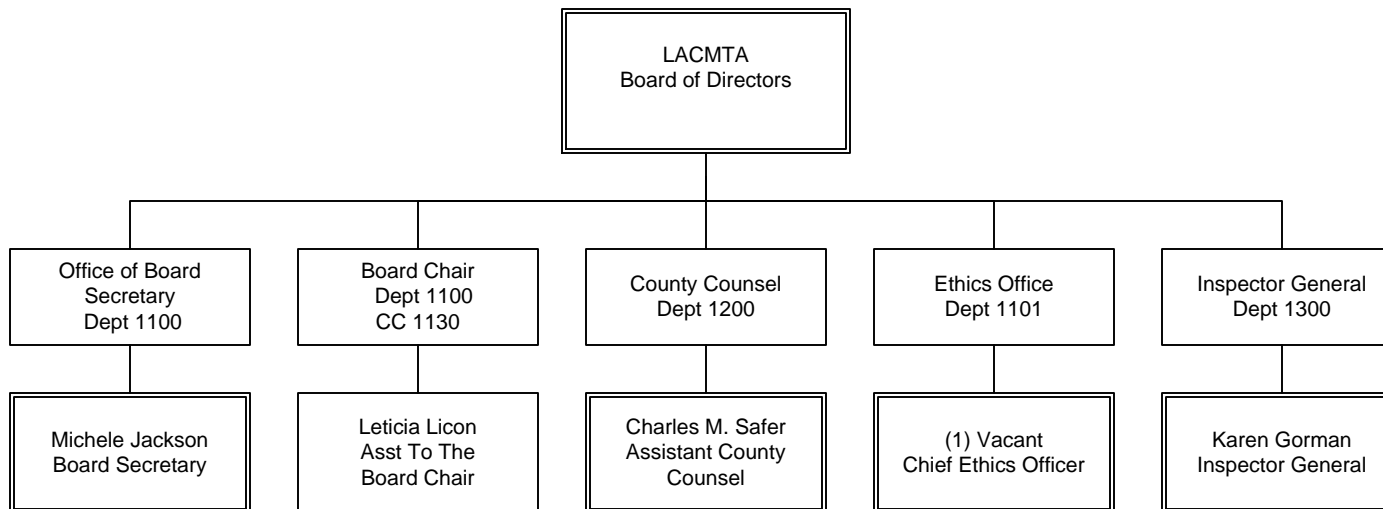 LACMTA
Board of Directors
Office of Board
Secretary
Dept 1100
Board Chair
Dept 1100
CC 1130
County Counsel
Dept 1200
Ethics Office
Dept 1101
Inspector General
Dept 1300
Michele Jackson
Board Secretary
Leticia Licon
Asst To The
Board Chair
Charles M. Safer
Assistant County
Counsel
(1) Vacant
Chief Ethics Officer
Karen Gorman
Inspector General